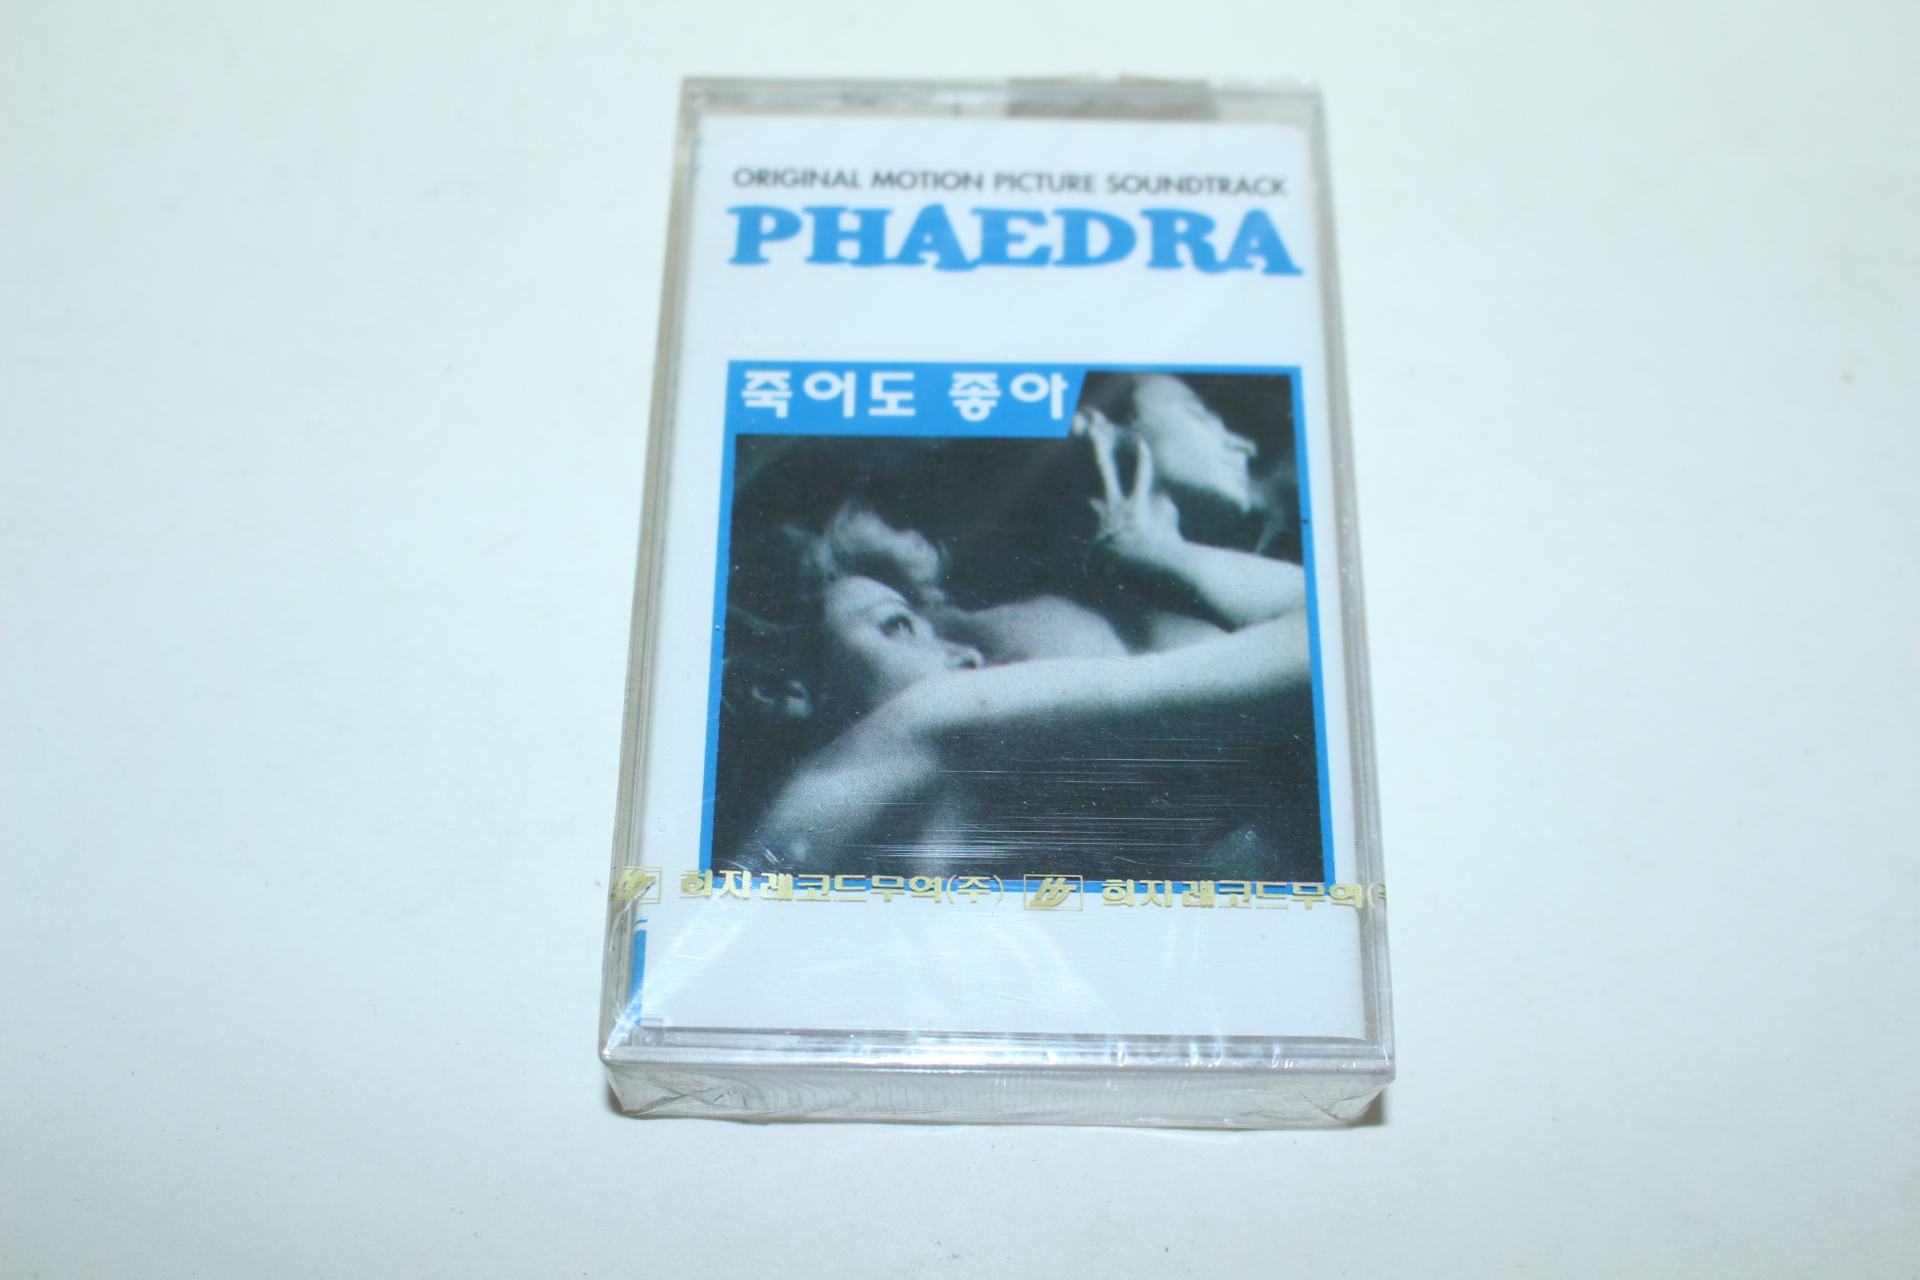 ORIGINAL MOTION PICTURE SOUNDTRACK
PHAEDRA
죽어도 좋아
희지레코드무역(주) 희지레코드무역(주